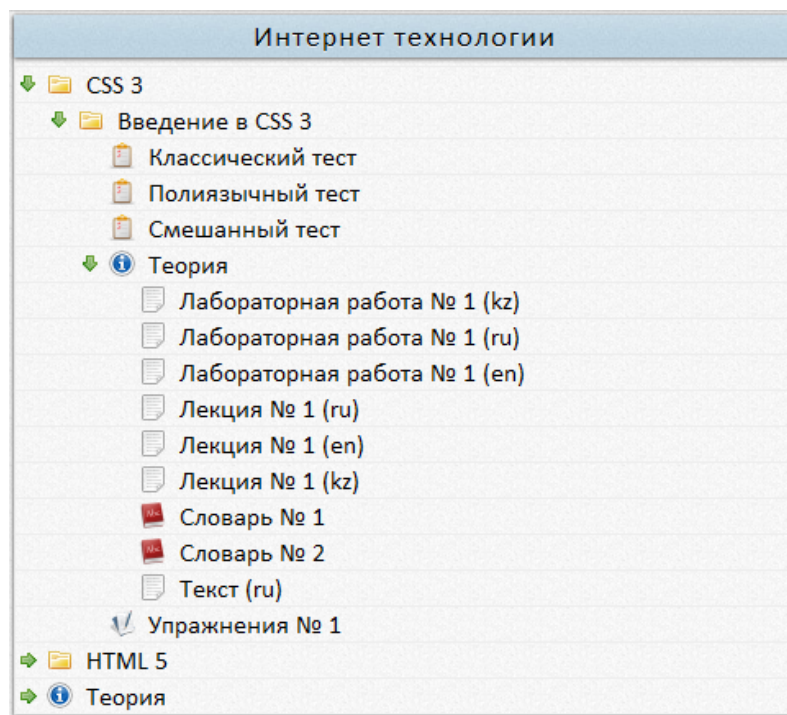 Интернет технологии
CSS 3
Введение в CSS 3
Классический тест
Полиязычный тест
Смешанный тест
Теория
Лабораторная работа № 1 (kz)
Лабораторная работа № 1 (ru)
Лабораторная работа № 1 (en)
Лекция № 1 (ru)
Лекция № 1 (en)
Лекция № 1 (kz)
Словарь № 1
Словарь № 2
Текст (ru)
Упражнения № 1
HTML 5
Теория